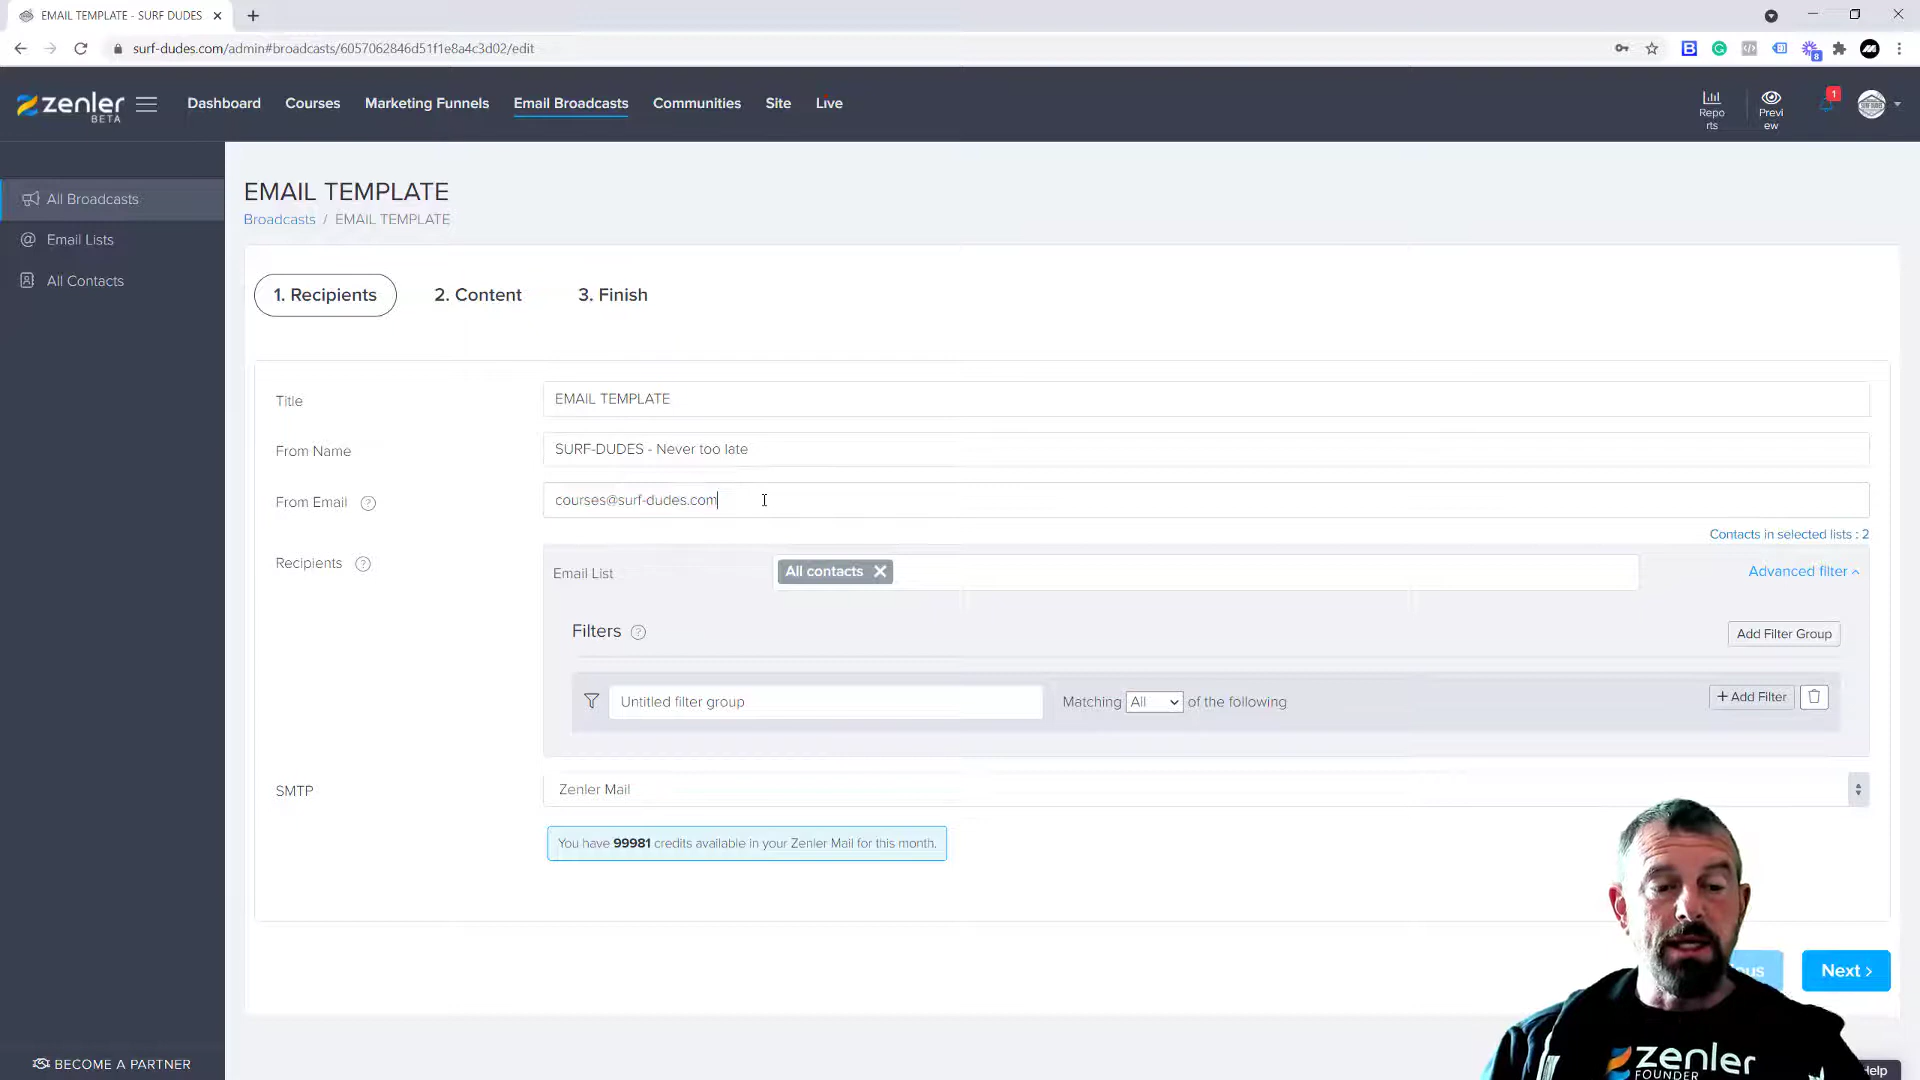 EMAIL TEMPLATE - SURF DUDES
surf-dudes.com/admin#broadcasts/6057062846d51f1e8a4c3d02/edit
8
zenler
BETA
Dashboard
Courses
Marketing Funnels
Email Broadcasts
Communities
Site
Live
Repo
rts
Previ
ew
1
All Broadcasts
Email Lists
All Contacts
EMAIL TEMPLATE
Broadcasts / EMAIL TEMPLATE
1. Recipients
2. Content
3. Finish
Title
EMAIL TEMPLATE
From Name
SURF-DUDES - Never too late
From Email ?
courses@surf-dudes.com
Contacts in selected lists : 2
Recipients ?
Email List
All contacts
Advanced filter
Filters ?
Add Filter Group
Untitled filter group
Matching All of the following
+ Add Filter
SMTP
Zenler Mail
You have 99981 credits available in your Zenler Mail for this month.
Next >
BECOME A PARTNER
zenler
FOUNDER
Help